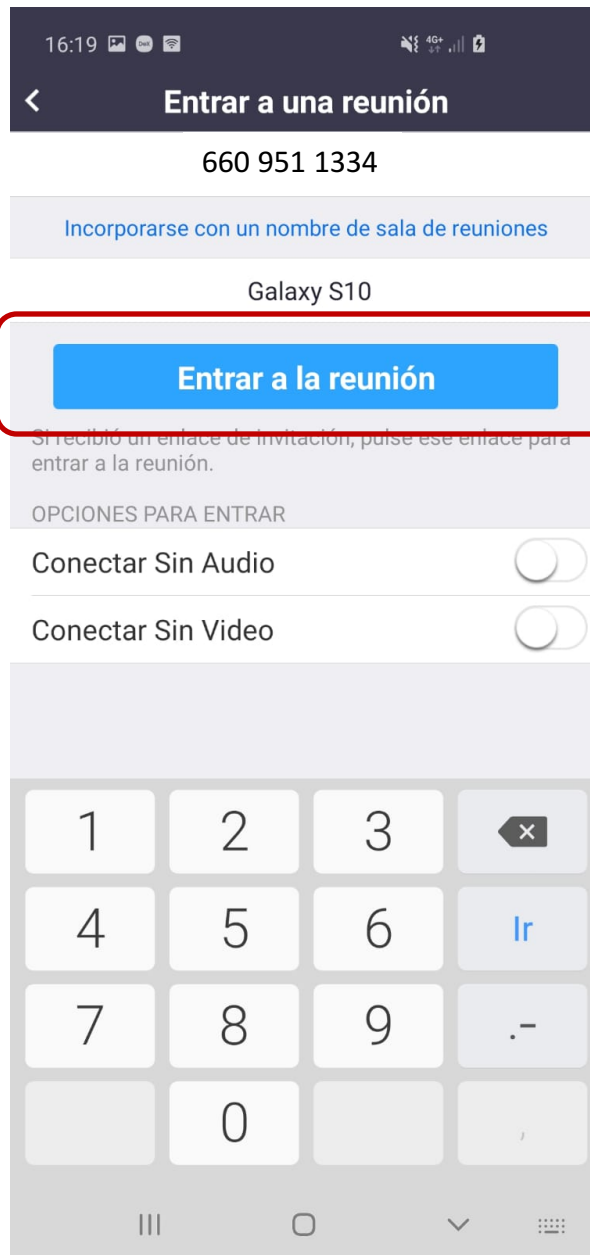 16:19
4G+
Entrar a una reunión
660 951 1334
Incorporarse con un nombre de sala de reuniones
Galaxy S10
Entrar a la reunión
Si recibió un enlace de invitación, pulse ese enlace para
entrar a la reunión.
OPCIONES PARA ENTRAR
Conectar Sin Audio
Conectar Sin Video
1 2 3
4 5 6 Ir
7 8 9 .-
0 ,